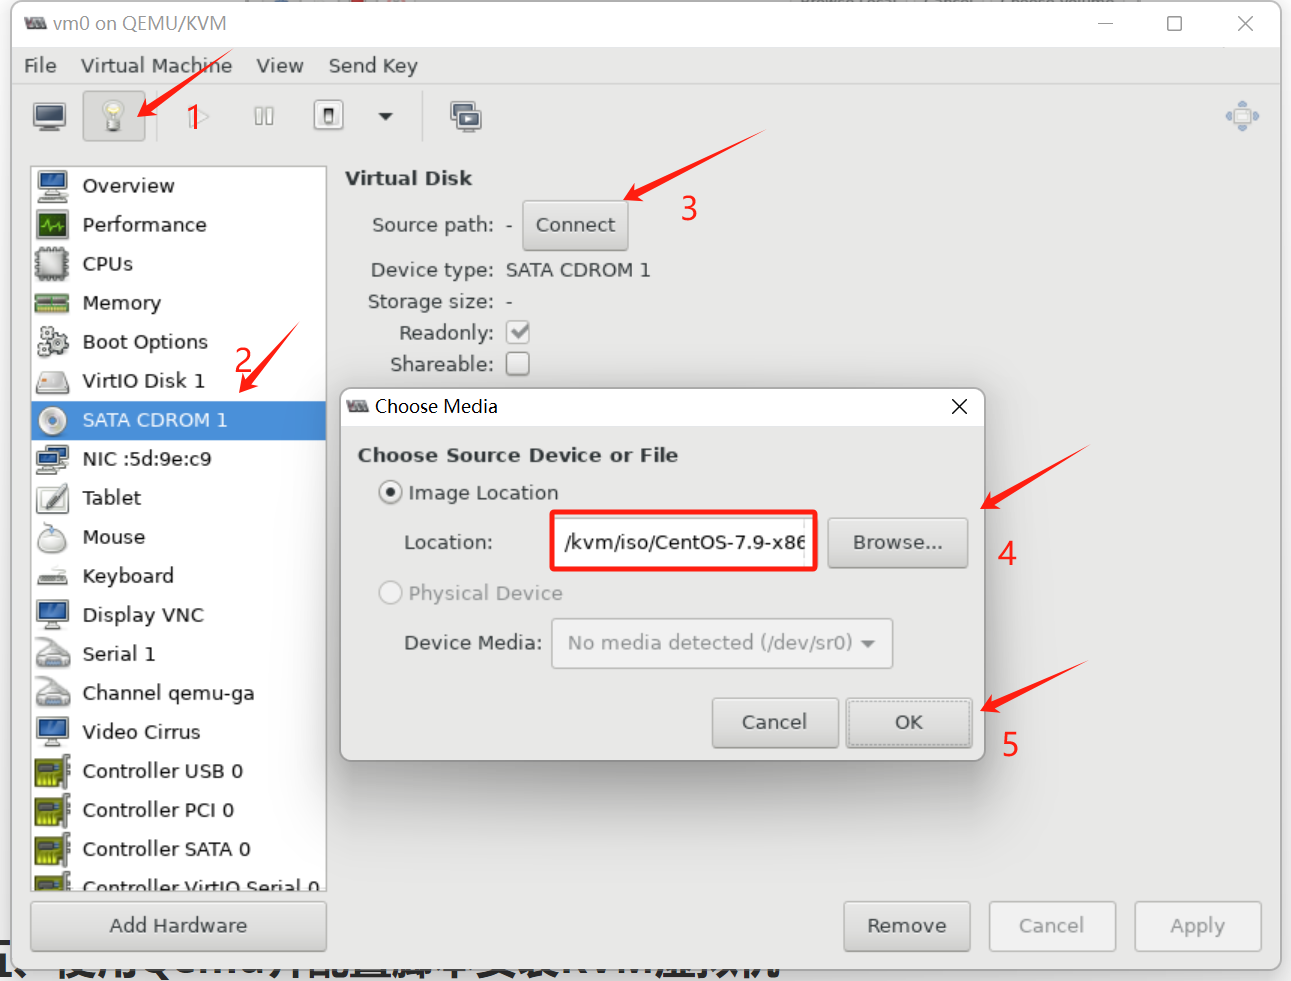 vm0 on QEMU/KVM
File Virtual Machine View Send Key
1
Overview
Performance
CPUs
Memory
Boot Options
VirtIO Disk 1
SATA CDROM 1
NIC :5d:9e:c9
Tablet
Mouse
Keyboard
Display VNC
Serial 1
Channel qemu-ga
Video Cirrus
Controller USB 0
Controller PCI 0
Controller SATA 0
Controller VirtIO Serial 0
Add Hardware
2
Virtual Disk
Source path: - Connect
3
Device type: SATA CDROM 1
Storage size: -
Readonly:
Shareable:
Choose Media
Choose Source Device or File
Image Location
Location: /kvm/iso/CentOS-7.9-x86 Browse...
4
Physical Device
Device Media: No media detected (/dev/sr0)
Cancel OK
5
Remove Cancel Apply